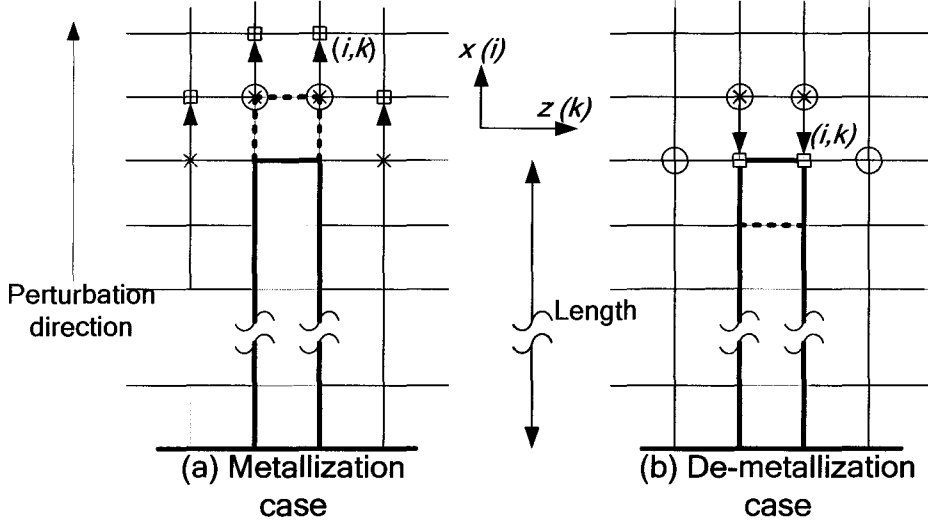 (i,k)
x (i)
z (k)
(i,k)
Perturbation
direction
Length
(a) Metallization
case
(b) De-metallization
case